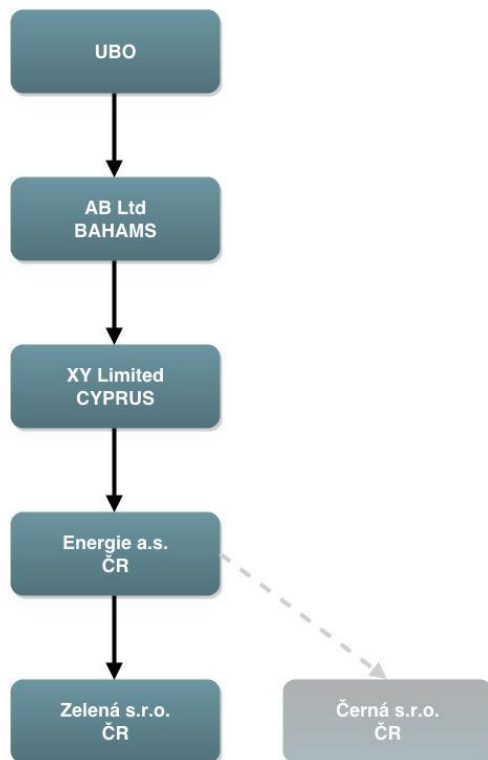 UBO
AB Ltd
BAHAMS
XY Limited
CYPRUS
Energie a.s.
ČR
Zelená s.r.o.
ČR
Černá s.r.o.
ČR